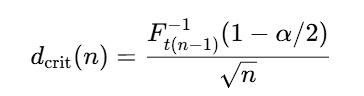 d_crit(n) = F^{-1}_{t(n−1)}(1 − α/2) / √n